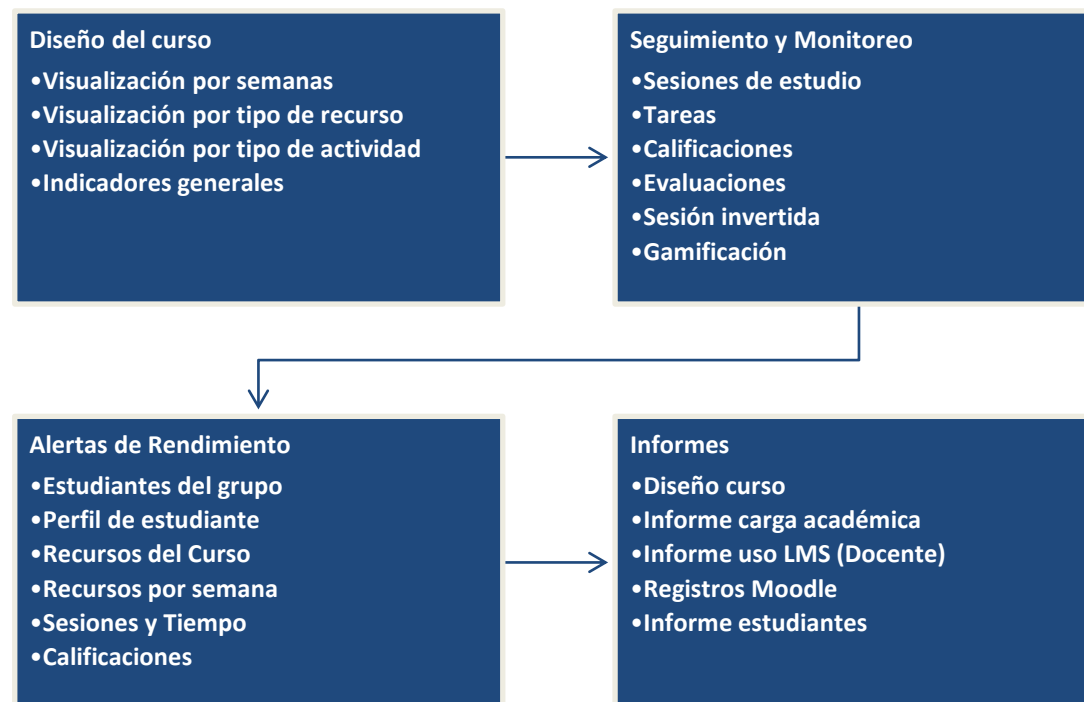 Diseño del curso
•Visualización por semanas
•Visualización por tipo de recurso
•Visualización por tipo de actividad
•Indicadores generales
Seguimiento y Monitoreo
•Sesiones de estudio
•Tareas
•Calificaciones
•Evaluaciones
•Sesión invertida
•Gamificación
Alertas de Rendimiento
•Estudiantes del grupo
•Perfil de estudiante
•Recursos del Curso
•Recursos por semana
•Sesiones y Tiempo
•Calificaciones
Informes
•Diseño curso
•Informe carga académica
•Informe uso LMS (Docente)
•Registros Moodle
•Informe estudiantes